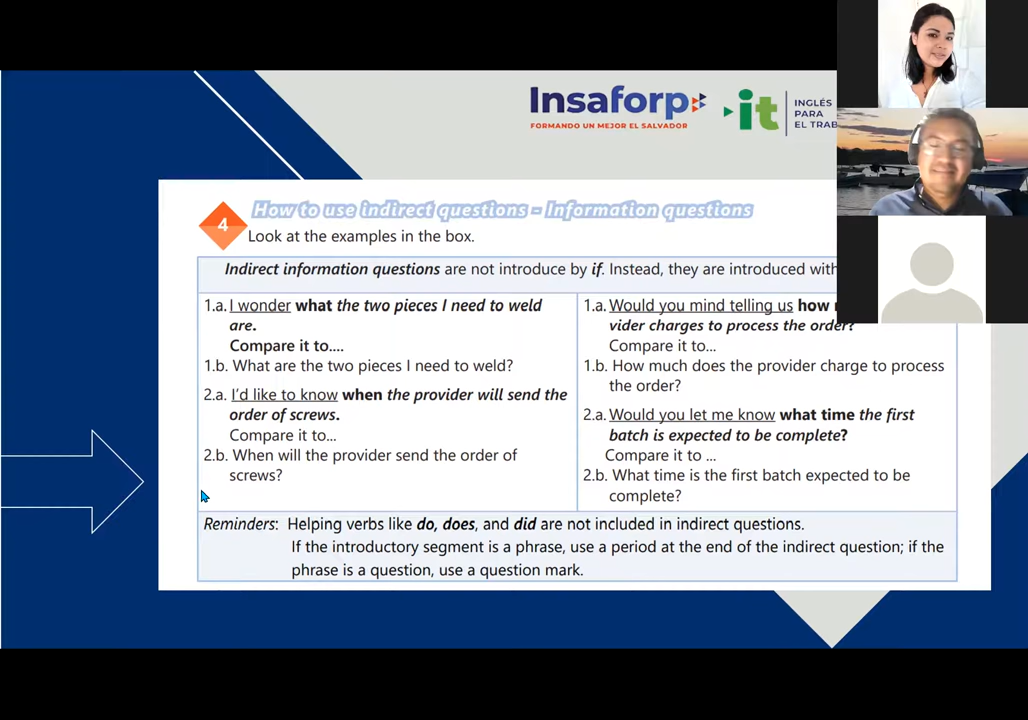 Insaforp
FORMANDO UN MEJOR EL SALVADOR
it
INGLÉS
PARA
EL
4
How to use indirect questions - Information questions
Look at the examples in the box.
Indirect information questions are not introduce by if. Instead, they are introduced with
1.a. I wonder what the two pieces I need to weld
are.
Compare it to....
1.b. What are the two pieces I need to weld?
2.a. I'd like to know when the provider will send the
order of screws.
Compare it to...
2.b. When will the provider send the order of
screws?
1.a. Would you mind telling us how
vider charges to process the order?
Compare it to...
1.b. How much does the provider charge to process
the order?
2.a. Would you let me know what time the first
batch is expected to be complete?
Compare it to ...
2.b. What time is the first batch expected to be
complete?
Reminders: Helping verbs like do, does, and did are not included in indirect questions.
If the introductory segment is a phrase, use a period at the end of the indirect question; if the
phrase is a question, use a question mark.